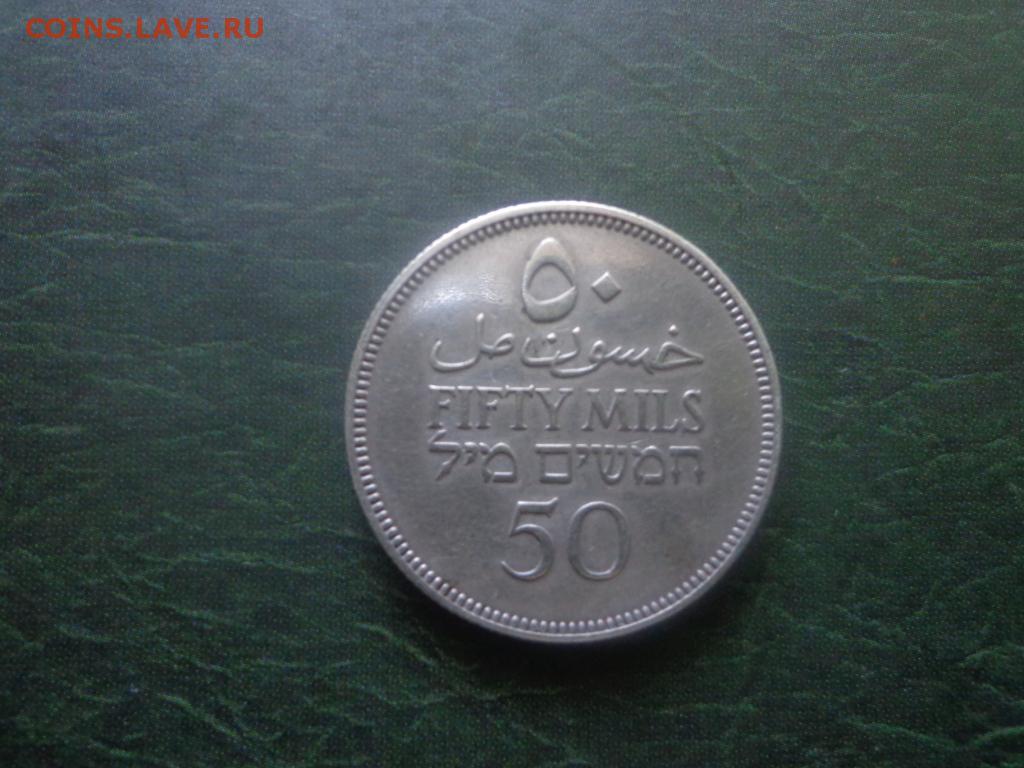 COINS.LAVE.RU
٥٠
خمسون مل
FIFTY MILS
חמשים מיל
50